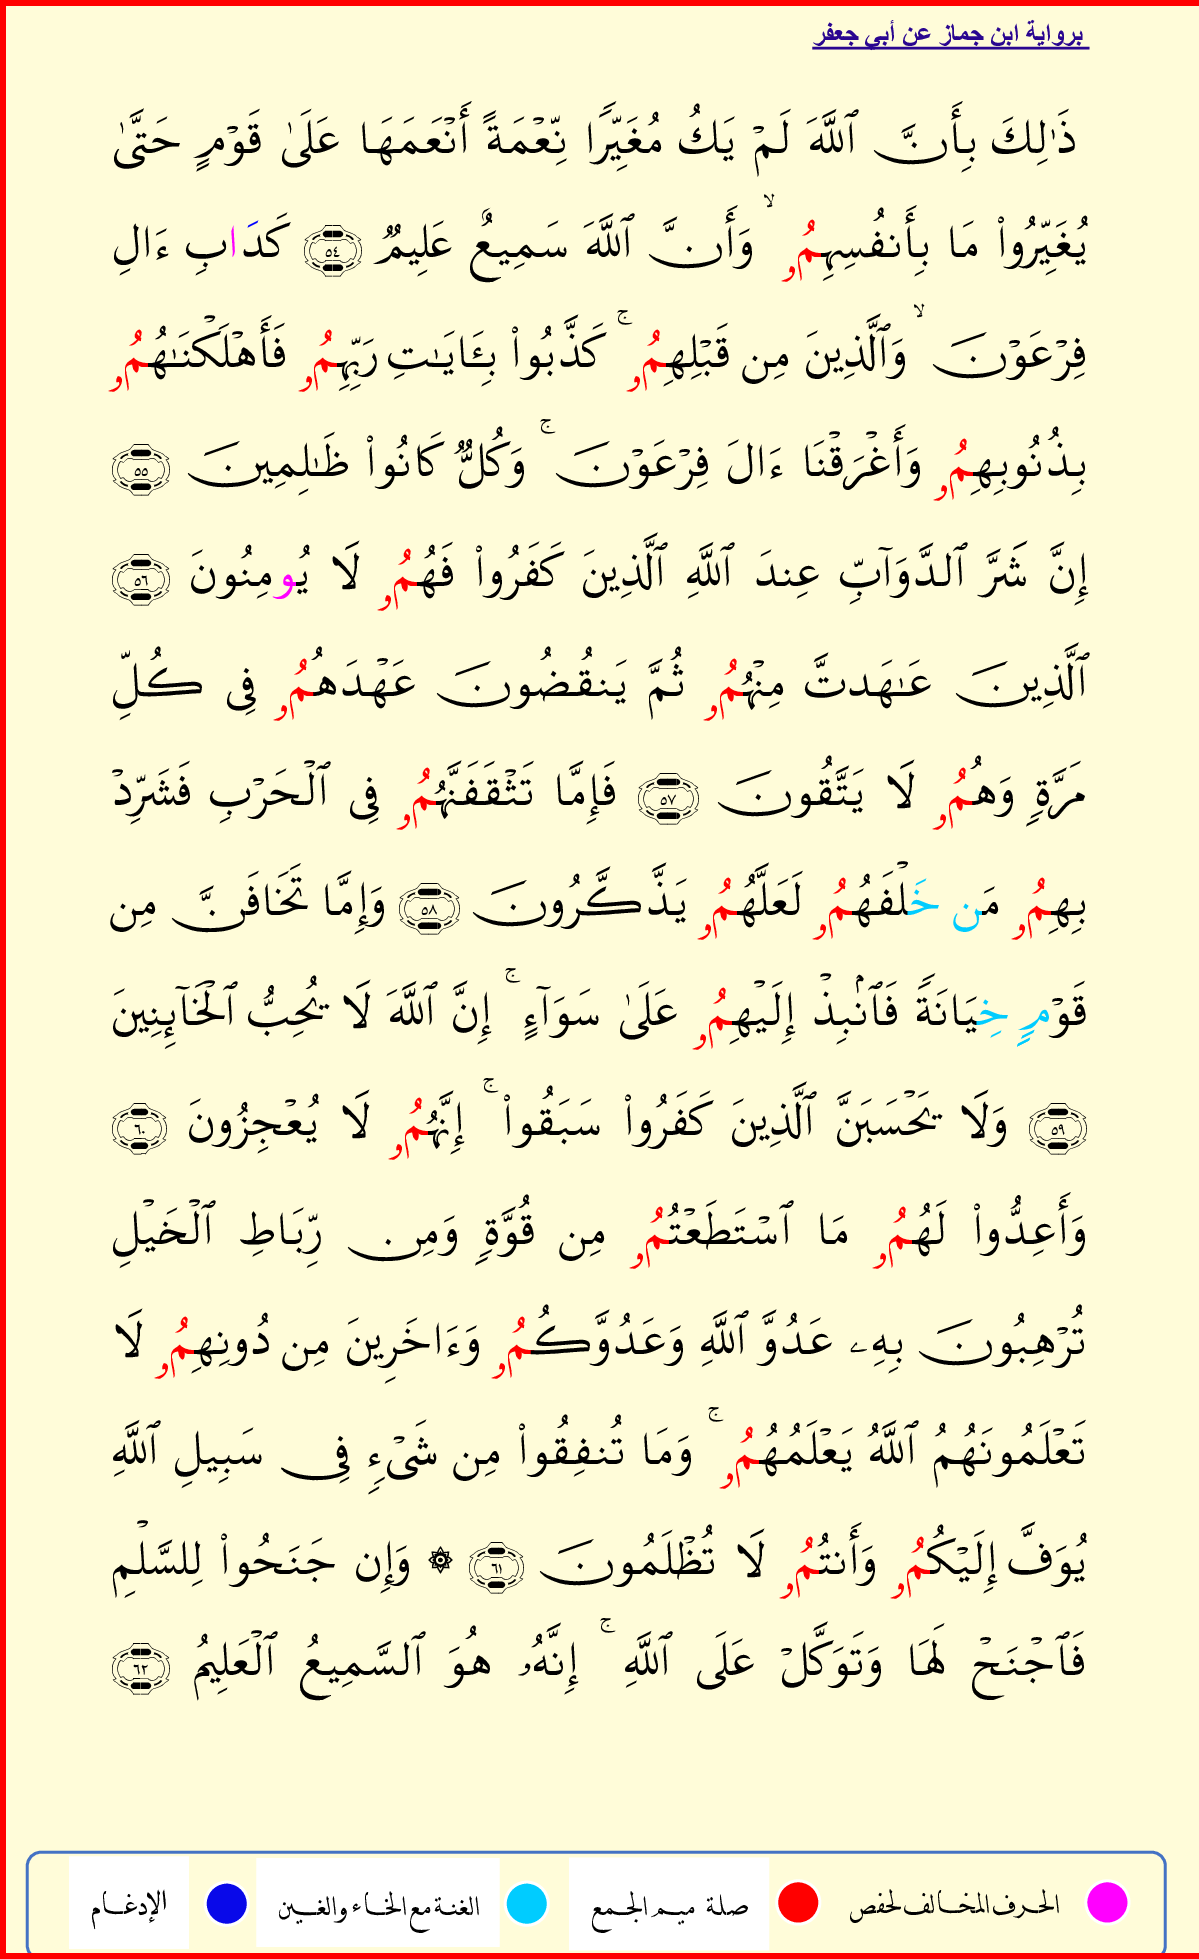 برواية ابن جماز عن أبي جعفر
ذَٰلِكَ بِأَنَّ ٱللَّهَ لَمۡ يَكُ مُغَيِّرٗا نِّعۡمَةً أَنۡعَمَهَا عَلَىٰ قَوۡمٍ حَتَّىٰ
يُغَيِّرُواْ مَا بِأَنفُسِهِمُۥ ۙ وَأَنَّ ٱللَّهَ سَمِيعٌ عَلِيمٞ ٥٤ كَدَابِ ءَالِ
فِرۡعَوۡنَ ۙ وَٱلَّذِينَ مِن قَبۡلِهِمُۥ ۚ كَذَّبُواْ بِـَٔايَٰتِ رَبِّهِمُۥ فَأَهۡلَكۡنَٰهُمُۥ
بِذُنُوبِهِمُۥ وَأَغۡرَقۡنَا ءَالَ فِرۡعَوۡنَ ۚ وَكُلّٞ كَانُواْ ظَٰلِمِينَ ٥٥
إِنَّ شَرَّ ٱلدَّوَآبِّ عِندَ ٱللَّهِ ٱلَّذِينَ كَفَرُواْ فَهُمُۥ لَا يُومِنُونَ ٥٦
ٱلَّذِينَ عَٰهَدتَّ مِنۡهُمُۥ ثُمَّ يَنقُضُونَ عَهۡدَهُمُۥ فِي كُلِّ
مَرَّةٖ وَهُمُۥ لَا يَتَّقُونَ ٥٧ فَإِمَّا تَثۡقَفَنَّهُمُۥ فِي ٱلۡحَرۡبِ فَشَرِّدۡ
بِهِمُۥ مَن خَلۡفَهُمُۥ لَعَلَّهُمُۥ يَذَّكَّرُونَ ٥٨ وَإِمَّا تَخَافَنَّ مِن
قَوۡمٍ خِيَانَةٗ فَٱنۢبِذۡ إِلَيۡهِمُۥ عَلَىٰ سَوَآءٍ ۚ إِنَّ ٱللَّهَ لَا يُحِبُّ ٱلۡخَآئِنِينَ
٥٩ وَلَا يَحۡسَبَنَّ ٱلَّذِينَ كَفَرُواْ سَبَقُواْ ۚ إِنَّهُمُۥ لَا يُعۡجِزُونَ ٦٠
وَأَعِدُّواْ لَهُمُۥ مَا ٱسۡتَطَعۡتُمُۥ مِن قُوَّةٖ وَمِن رِّبَاطِ ٱلۡخَيۡلِ
تُرۡهِبُونَ بِهِۦ عَدُوَّ ٱللَّهِ وَعَدُوَّكُمُۥ وَءَاخَرِينَ مِن دُونِهِمُۥ لَا
تَعۡلَمُونَهُمُ ٱللَّهُ يَعۡلَمُهُمُۥ ۚ وَمَا تُنفِقُواْ مِن شَيۡءٖ فِي سَبِيلِ ٱللَّهِ
يُوَفَّ إِلَيۡكُمُۥ وَأَنتُمُۥ لَا تُظۡلَمُونَ ٦١ ۞ وَإِن جَنَحُواْ لِلسَّلۡمِ
فَٱجۡنَحۡ لَهَا وَتَوَكَّلۡ عَلَى ٱللَّهِ ۚ إِنَّهُۥ هُوَ ٱلسَّمِيعُ ٱلۡعَلِيمُ ٦٢
الحرف المخالف لحفص صلة ميم الجمع الغنة مع الخاء والغين الإدغام